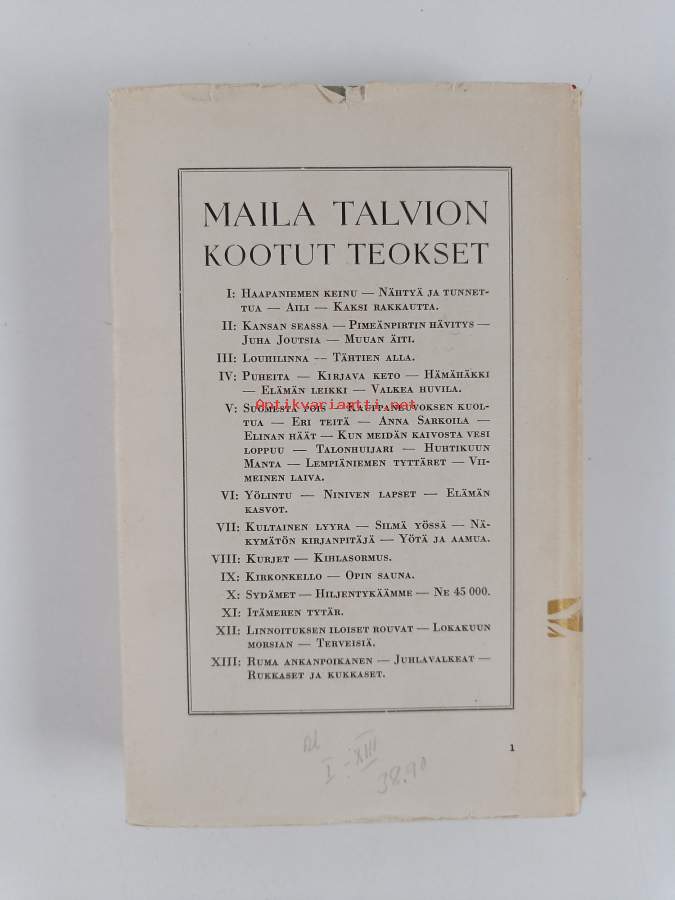 MAILA TALVION
KOOTUT TEOKSET
I: HAAPANIEMEN KEINU — NÄHTYÄ JA TUNNET-
TUA — AILI — KAKSI RAKKAUTTA.
II: KANSAN SEASSA — PIMEÄNPIRTIN HÄVITYS —
JUHA JOUTSIA — MUUAN ÄITI.
III: LOUHILINNA — TÄHTIEN ALLA.
IV: PUHEITA — KIRJAVA KETO — HÄMÄHÄKKI
— ELÄMÄN LEIKKI — VALKEA HUVILA.
Antikvariaatti.net
V: SUOMESTA POIS — KAUPPANEUVOKSEN KUOL-
TUA — ERI TEITÄ — ANNA SARKOILA —
ELINAN HÄÄT — KUN MEIDÄN KAIVOSTA VESI
LOPPUU — TALONHUIJARI — HUHTIKUUN
MANTA — LEMPIÄNIEMEN TYTTÄRET — VII-
MEINEN LAIVA.
VI: YÖLINTU — NINIVEN LAPSET — ELÄMÄN
KASVOT.
VII: KULTAINEN LYYRA — SILMÄ YÖSSÄ — NÄ-
KYMÄTÖN KIRJANPITÄJÄ — YÖTÄ JA AAMUA.
VIII: KURJET — KIHLASORMUS.
IX: KIRKONKELLO — OPIN SAUNA.
X: SYDÄMET — HILJENTYKÄÄMME — NE 45 000.
XI: ITÄMEREN TYTÄR.
XII: LINNOITUKSEN ILOISET ROUVAT — LOKAKUUN
MORSIAN — TERVEISIÄ.
XIII: RUMA ANKANPOIKANEN — JUHLAVALKEAT —
RUKKASET JA KUKKASET.
1
I - XIII
38.90